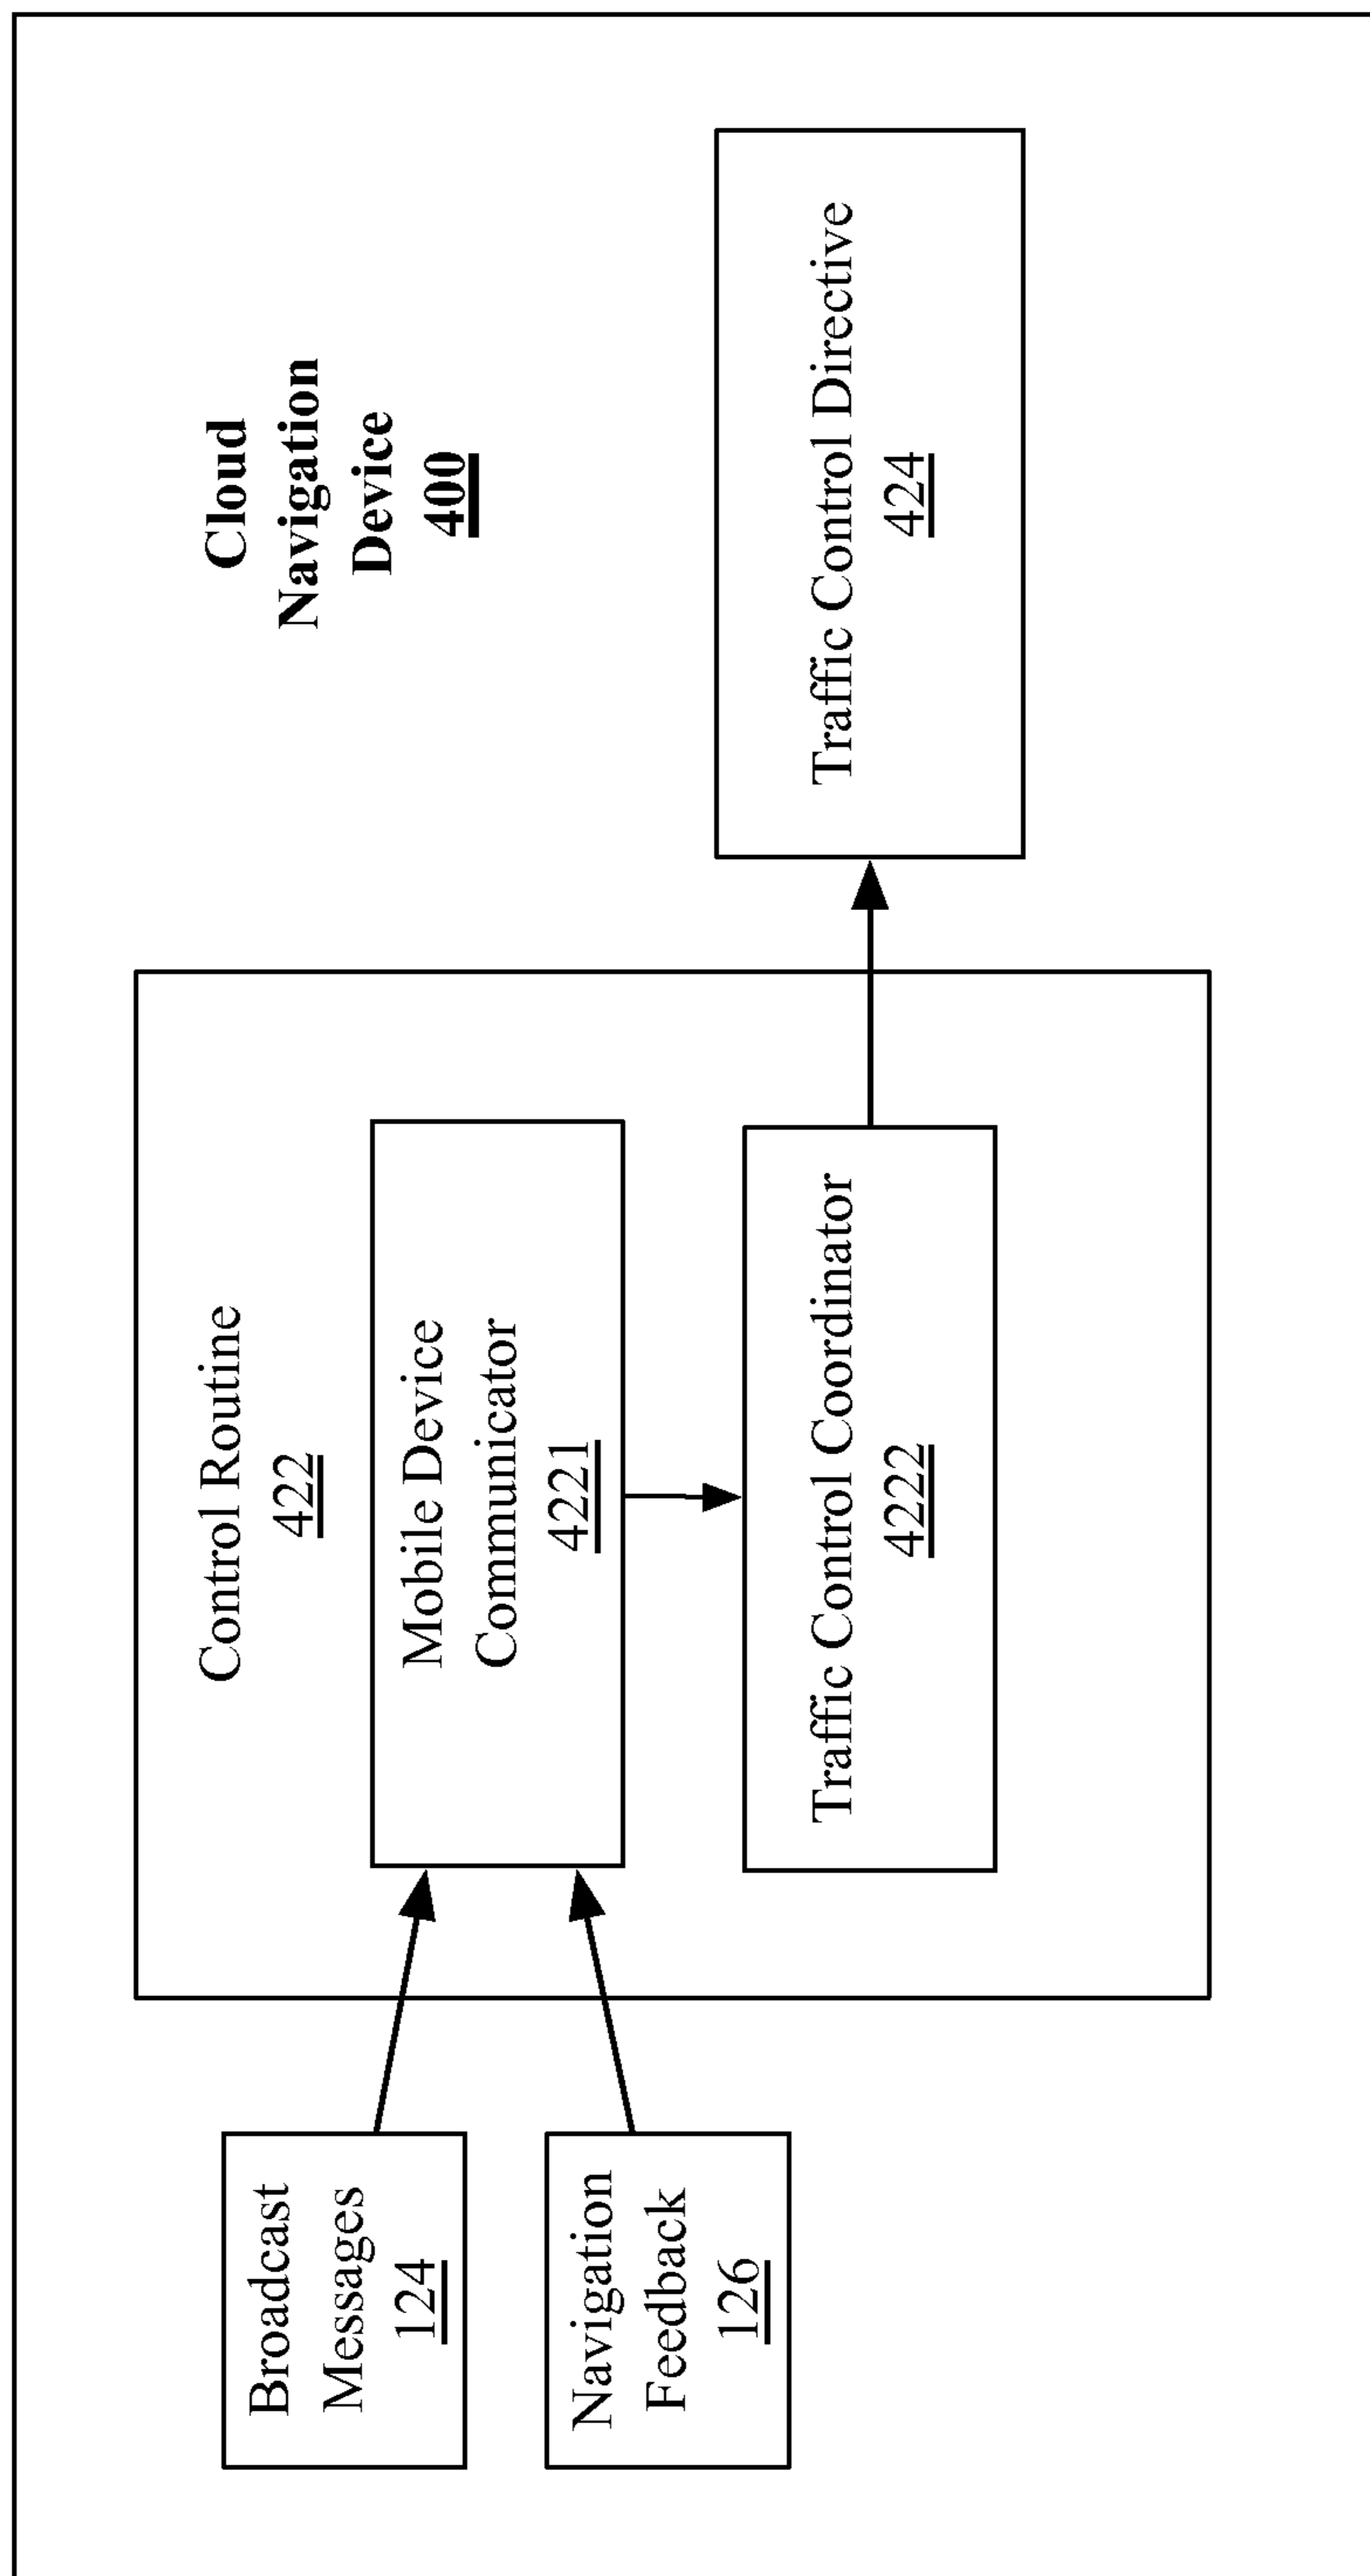 Cloud
Navigation
Device
400
Control Routine
422
Broadcast
Messages
124
Navigation
Feedback
126
Mobile Device
Communicator
4221
Traffic Control Coordinator
4222
Traffic Control Directive
424